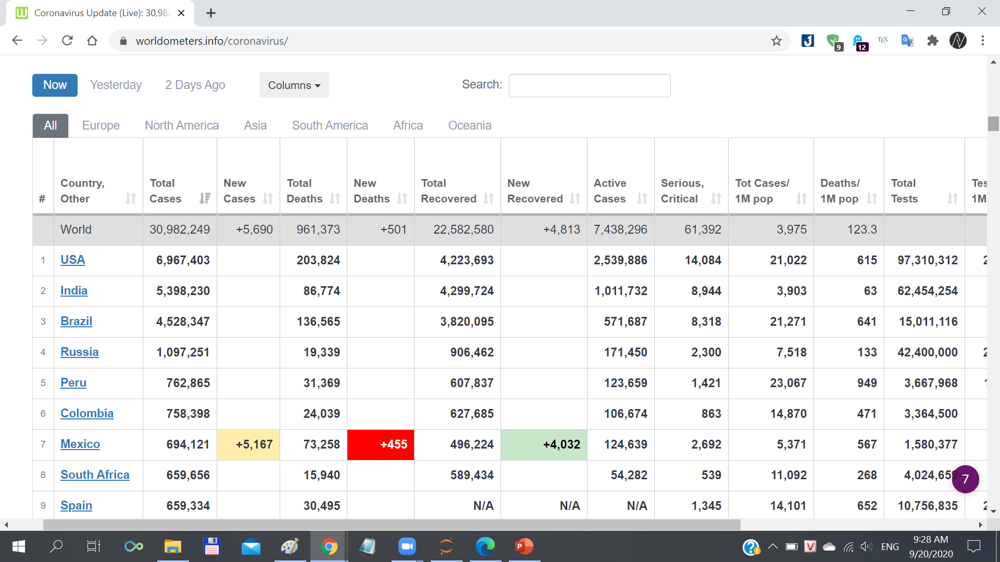 Coronavirus Update (Live): 30,982
worldometers.info/coronavirus/
9
12
TEX
Now Yesterday 2 Days Ago Columns Search:
All Europe North America Asia South America Africa Oceania
# Country, Other Total Cases New Cases Total Deaths New Deaths Total Recovered New Recovered Active Cases Serious, Critical Tot Cases/ 1M pop Deaths/ 1M pop Total Tests Tes 1M
World 30,982,249 +5,690 961,373 +501 22,582,580 +4,813 7,438,296 61,392 3,975 123.3
1 USA 6,967,403 203,824 4,223,693 2,539,886 14,084 21,022 615 97,310,312 2
2 India 5,398,230 86,774 4,299,724 1,011,732 8,944 3,903 63 62,454,254
3 Brazil 4,528,347 136,565 3,820,095 571,687 8,318 21,271 641 15,011,116
4 Russia 1,097,251 19,339 906,462 171,450 2,300 7,518 133 42,400,000 2
5 Peru 762,865 31,369 607,837 123,659 1,421 23,067 949 3,667,968 1
6 Colombia 758,398 24,039 627,685 106,674 863 14,870 471 3,364,500
7 Mexico 694,121 +5,167 73,258 +455 496,224 +4,032 124,639 2,692 5,371 567 1,580,377
8 South Africa 659,656 15,940 589,434 54,282 539 11,092 268 4,024,659
7
9 Spain 659,334 30,495 N/A N/A N/A 1,345 14,101 652 10,756,835 2
ENG
9:28 AM
9/20/2020